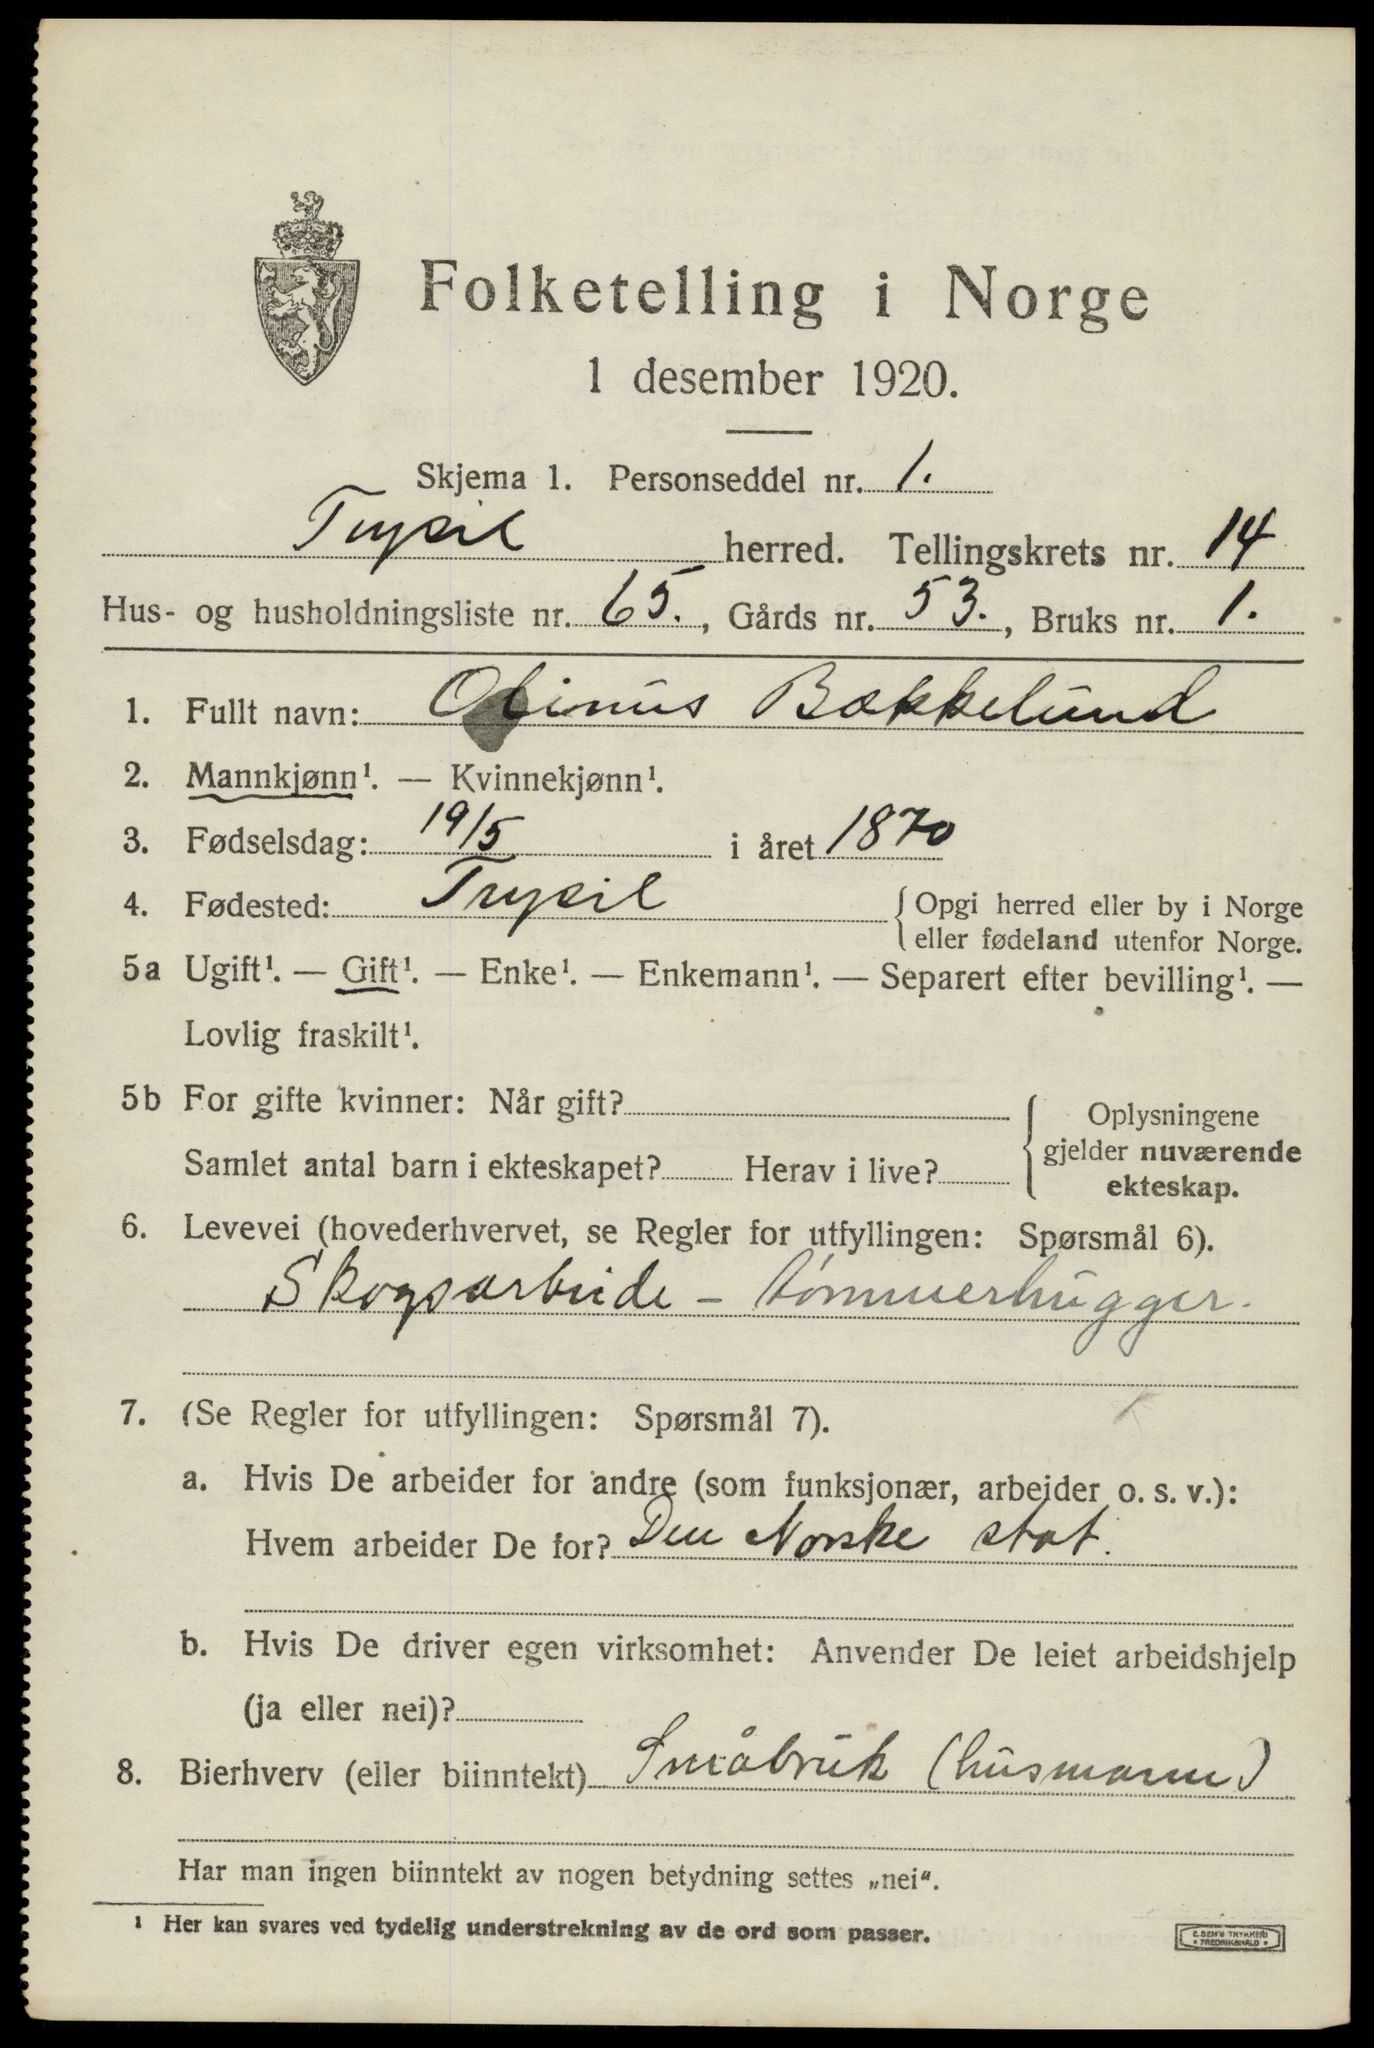 Folketelling i Norge
1 desember 1920.
Skjema 1. Personseddel nr. 1.
Trysil herred. Tellingskrets nr. 14
Hus- og husholdningsliste nr. 65., Gårds nr. 53., Bruks nr. 1.
1. Fullt navn: Olinus Bækkelund
2. Mannkjønn¹. — Kvinnekjønn¹.
3. Fødselsdag: 19/5 i året 1870
4. Fødested: Trysil { Opgi herred eller by i Norge
eller fødeland utenfor Norge.
5a Ugift¹. — Gift¹. — Enke¹. — Enkemann¹. — Separert efter bevilling¹. —
Lovlig fraskilt¹.
5b For gifte kvinner: Når gift? { Oplysningene
gjelder nuværende
Samlet antal barn i ekteskapet? Herav i live?
ekteskap.
6. Levevei (hovederhvervet, se Regler for utfyllingen: Spørsmål 6).
Skogsarbeide – tømmerhugger.
7. (Se Regler for utfyllingen: Spørsmål 7).
a. Hvis De arbeider for andre (som funksjonær, arbeider o. s. v.):
Hvem arbeider De for? Den Norske stat.
b. Hvis De driver egen virksomhet: Anvender De leiet arbeidshjelp
(ja eller nei)?
8. Bierhverv (eller biinntekt) Småbruk (husmann)
Har man ingen biinntekt av nogen betydning settes „nei“.
¹ Her kan svares ved tydelig understrekning av de ord som passer.
E. SEM'S TRYKKERI
• FREDRIKSHALD •